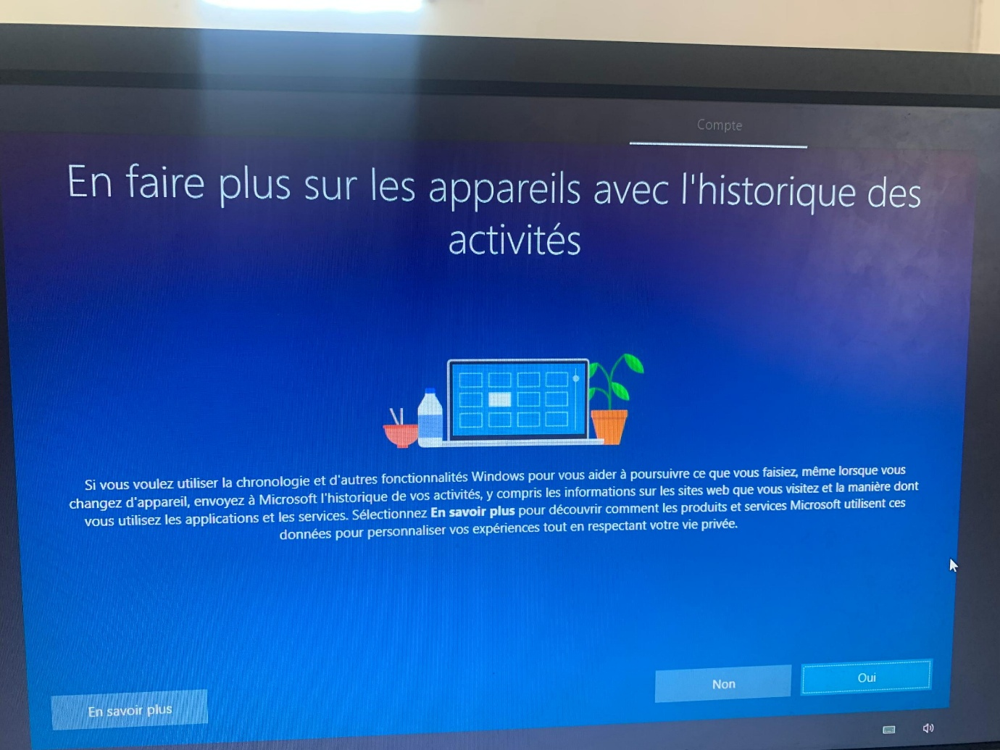 Compte
En faire plus sur les appareils avec l'historique des
activités
Si vous voulez utiliser la chronologie et d'autres fonctionnalités Windows pour vous aider à poursuivre ce que vous faisiez, même lorsque vous
changez d'appareil, envoyez à Microsoft l'historique de vos activités, y compris les informations sur les sites web que vous visitez et la manière dont
vous utilisez les applications et les services. Sélectionnez En savoir plus pour découvrir comment les produits et services Microsoft utilisent ces
données pour personnaliser vos expériences tout en respectant votre vie privée.
Non
Oui
En savoir plus